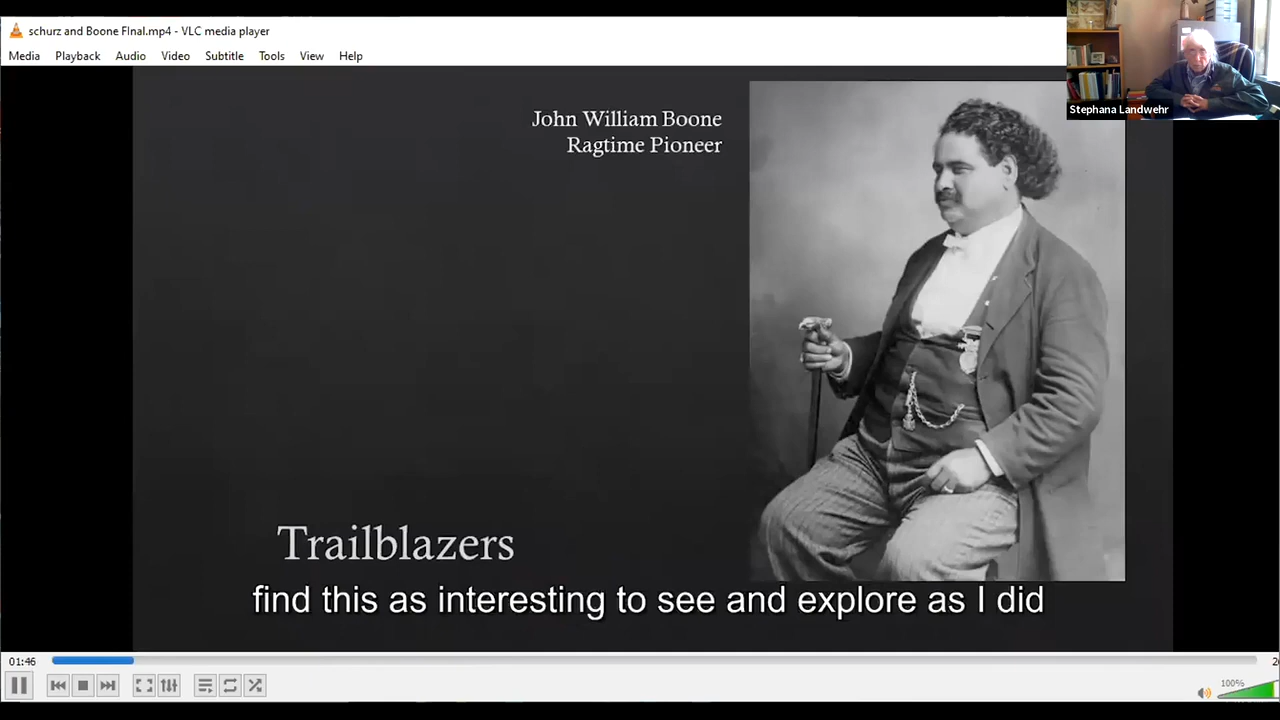 schurz and Boone FInal.mp4 - VLC media player
Media Playback Audio Video Subtitle Tools View Help
Stephana Landwehr
John William Boone
Ragtime Pioneer
Trailblazers
find this as interesting to see and explore as I did
01:46
100%